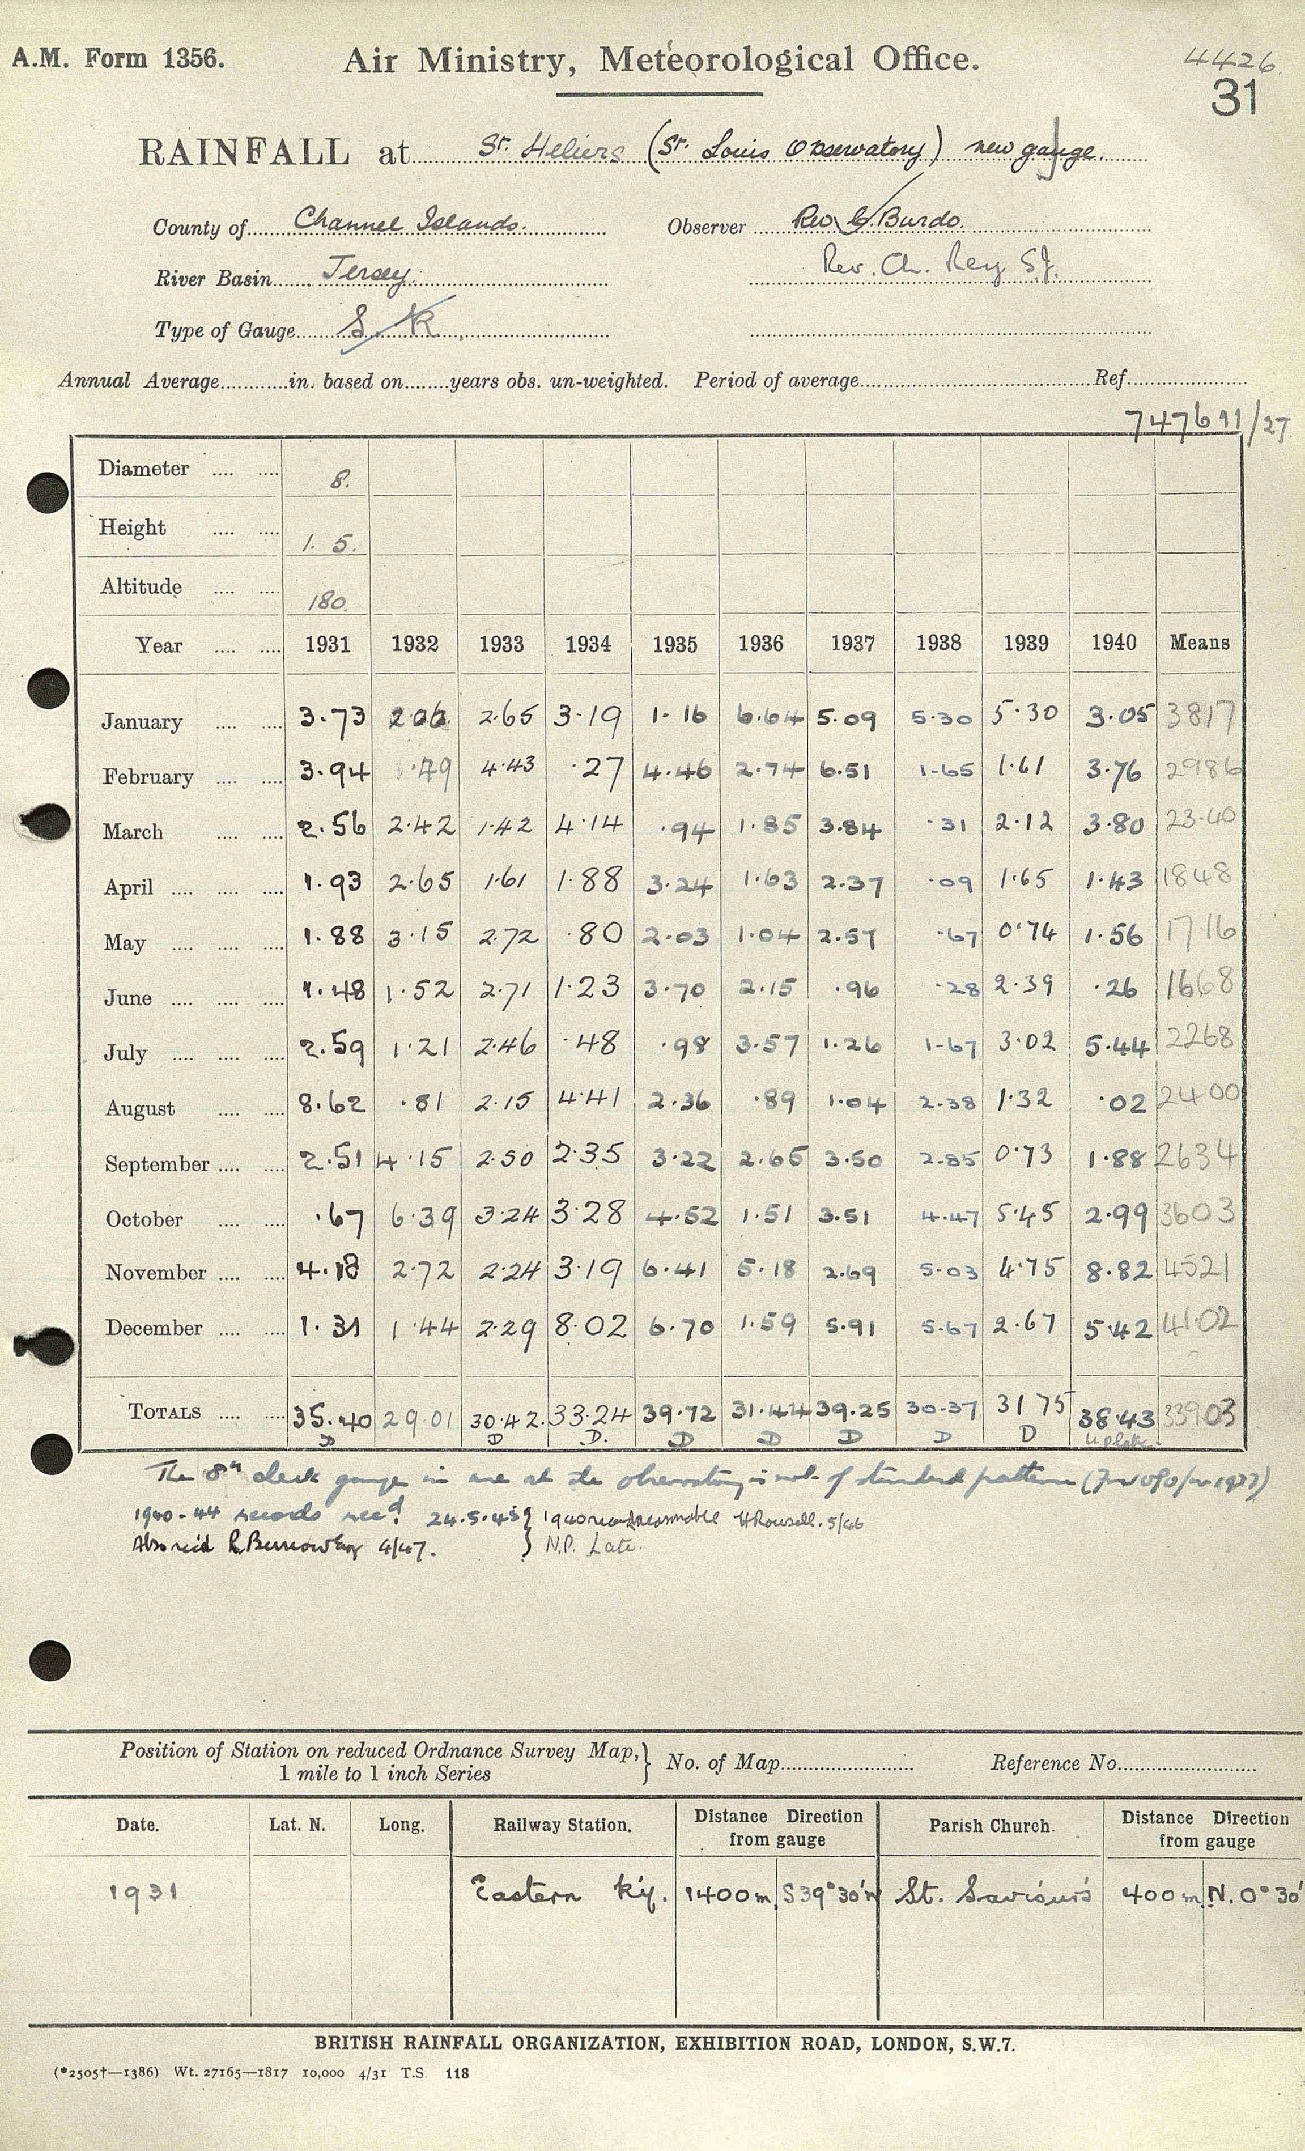 A.M. Form 1356.
Air Ministry, Meteorological Office.
4426.
31
RAINFALL at St. Heliers (St. Louis Observatory) new gauge.
County of Channel Islands. Observer Rev. G. Burdo.
River Basin Jersey. Rev. Ch. Rey S.J.
Type of Gauge S. K
Annual Average in. based on years obs. un-weighted. Period of average Ref.
747691/27
Diameter 8.
Height 1. 5.
Altitude 180.
Year 1931 1932 1933 1934 1935 1936 1937 1938 1939 1940 Means
January 3.73 2.06 2.65 3.19 1.16 6.64 5.09 5.30 5.30 3.05 3817
February 3.94 .49 4.43 .27 4.46 2.74 6.51 1.65 1.61 3.76 2986
March 2.56 2.42 1.42 4.14 .94 1.85 3.84 .31 2.12 3.80 23.40
April 1.93 2.65 1.61 1.88 3.24 1.63 2.37 .09 1.65 1.43 1848
May 1.88 3.15 2.72 .80 2.03 1.04 2.57 .67 0.74 1.56 1716
June 1.48 1.52 2.71 1.23 3.70 2.15 .96 .28 2.39 .26 1668
July 2.59 1.21 2.46 .48 .98 3.57 1.26 1.67 3.02 5.44 2268
August 8.62 .81 2.15 4.41 2.36 .89 1.04 2.38 1.32 .02 2400
September 2.51 4.15 2.50 2.35 3.22 2.65 3.50 2.85 0.73 1.88 2634
October .67 6.39 3.24 3.28 4.52 1.51 3.51 4.47 5.45 2.99 3603
November 4.18 2.72 2.24 3.19 6.41 5.18 2.69 5.03 4.75 8.82 4521
December 1.31 1.44 2.29 8.02 6.70 1.59 5.91 5.67 2.67 5.42 4102
TOTALS 35.40 29.01 30.42 33.24 39.72 31.44 39.25 30.37 31 75 38.43 33903
D D D. D D D D D
The 8" gauge in use at the observatory is not of standard pattern
1940-44 records recd. 24.5.45 } 1940 reasonable H Rowsell. 5/46
Also rec'd 4/47. } N.P. Late.
Position of Station on reduced Ordnance Survey Map, } No. of Map Reference No.
1 mile to 1 inch Series
Date. Lat. N. Long. Railway Station. Distance Direction from gauge Parish Church. Distance Direction from gauge
1931 Eastern Rly. 1400m S39°30'W St. Saviour's 400m N. 0° 30'
BRITISH RAINFALL ORGANIZATION, EXHIBITION ROAD, LONDON, S.W.7.
(*2505†—1386) Wt. 27165—1817 10,000 4/31 T.S 118